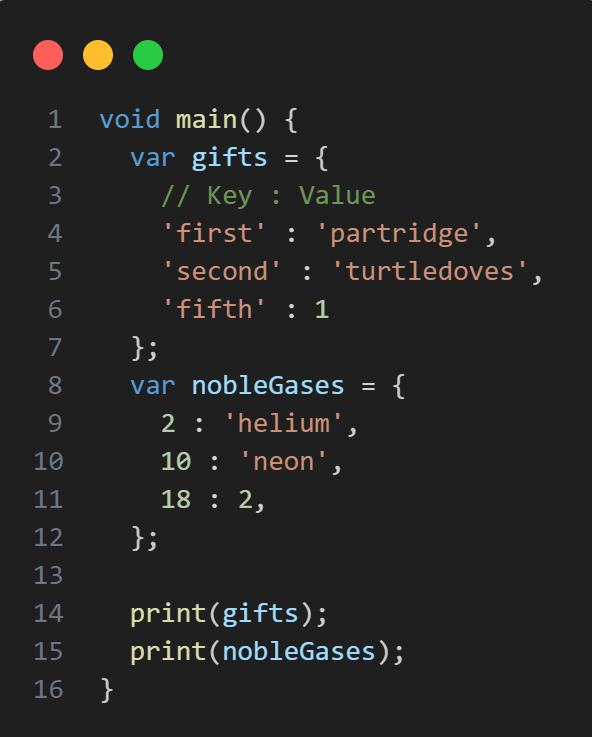 1 void main() {
2   var gifts = {
3     // Key : Value
4     'first' : 'partridge',
5     'second' : 'turtledoves',
6     'fifth' : 1
7   };
8   var nobleGases = {
9     2 : 'helium',
10     10 : 'neon',
11     18 : 2,
12   };
13
14   print(gifts);
15   print(nobleGases);
16 }